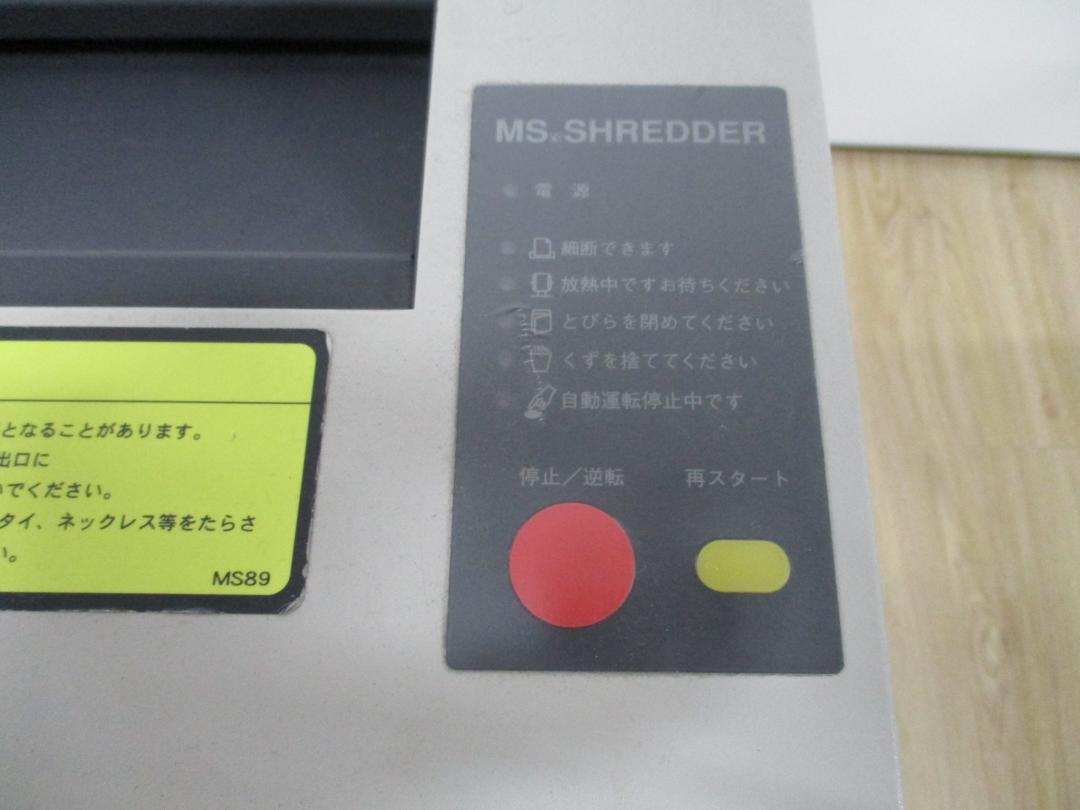 MS SHREDDER
電 源
細断できます
放熱中ですお待ちください
とびらを閉めてください
くずを捨ててください
自動運転停止中です
停止/逆転 再スタート
となることがあります。
出口に
でください。
タイ、ネックレス等をたらさ
い。
MS89